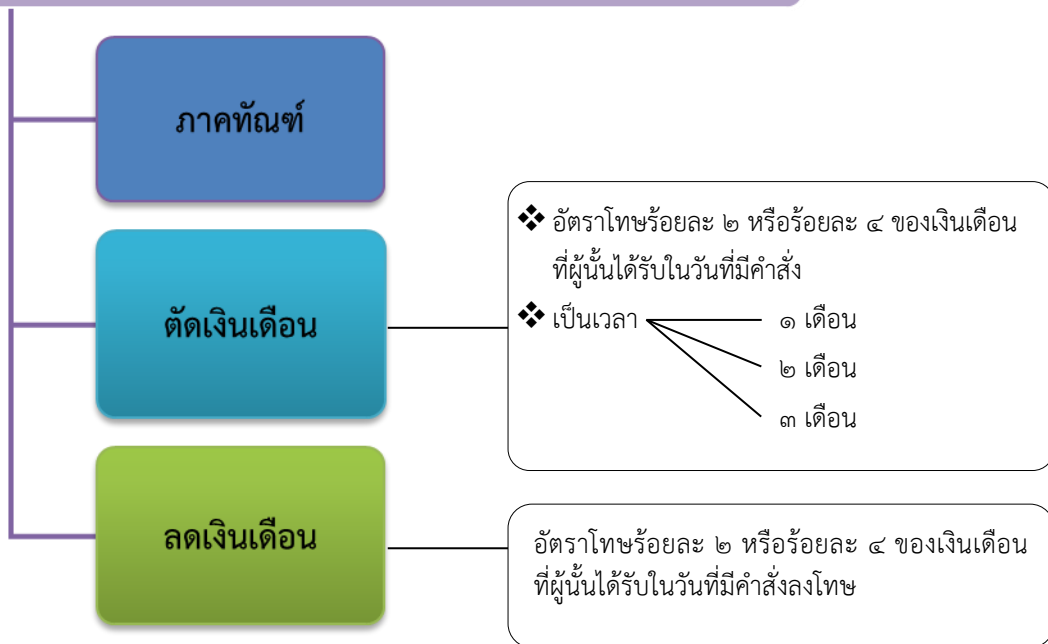 ภาคทัณฑ์
❖ อัตราโทษร้อยละ ๒ หรือร้อยละ ๔ ของเงินเดือน
ที่ผู้นั้นได้รับในวันที่มีคำสั่ง
ตัดเงินเดือน
❖ เป็นเวลา
๑ เดือน
๒ เดือน
๓ เดือน
ลดเงินเดือน
อัตราโทษร้อยละ ๒ หรือร้อยละ ๔ ของเงินเดือน
ที่ผู้นั้นได้รับในวันที่มีคำสั่งลงโทษ